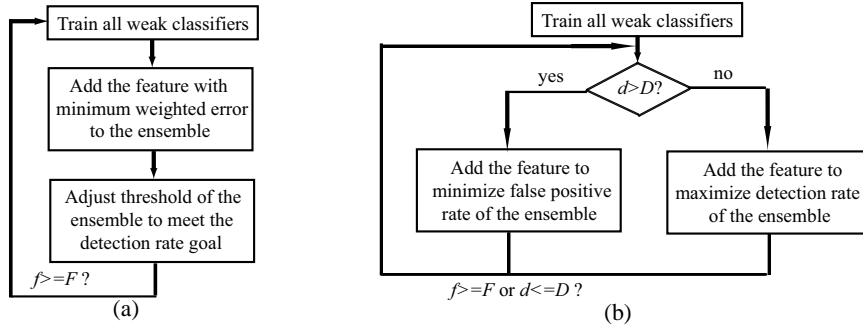 Train all weak classifiers
Add the feature with
minimum weighted error
to the ensemble
Adjust threshold of the
ensemble to meet the
detection rate goal
f>=F ?
(a)
Train all weak classifiers
yes
d>D?
no
Add the feature to
minimize false positive
rate of the ensemble
Add the feature to
maximize detection rate
of the ensemble
f>=F or d<=D ?
(b)